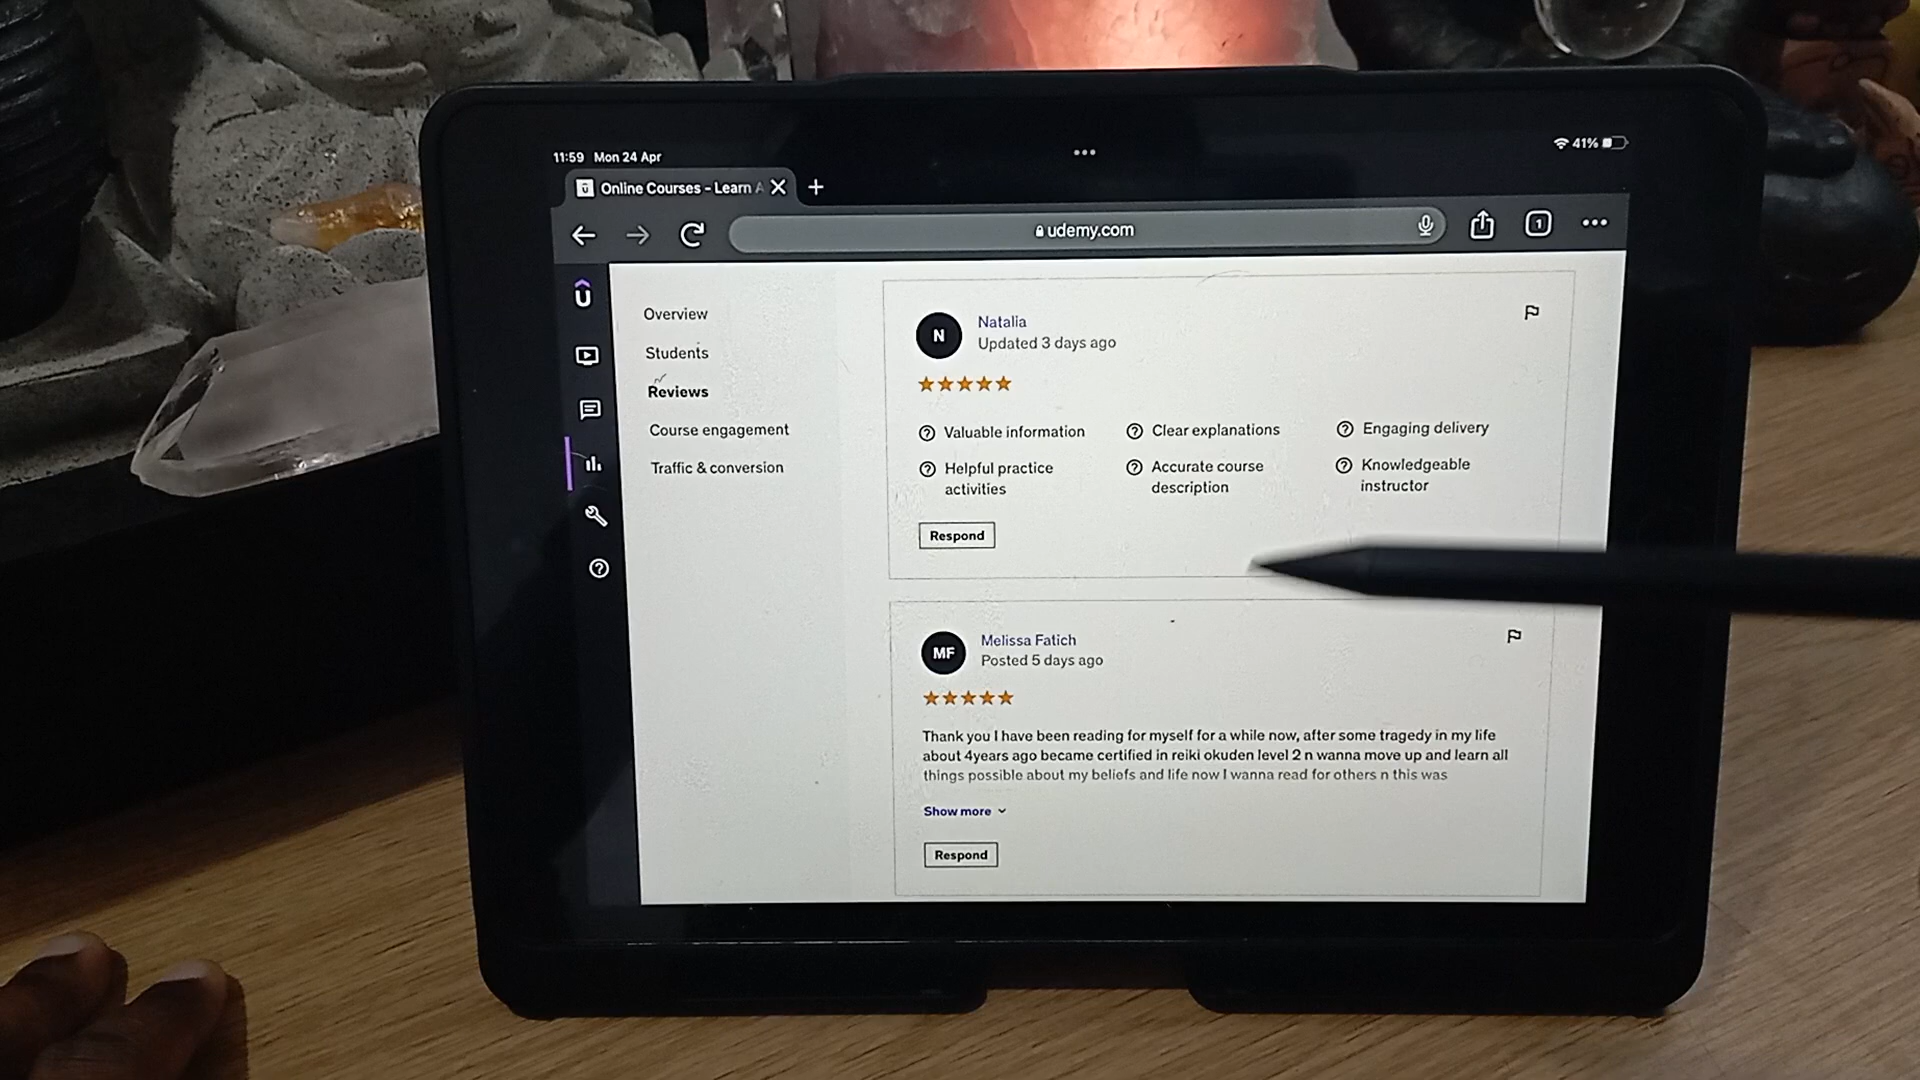 11:59 Mon 24 Apr
41%
Online Courses - Learn A
udemy.com
1
Overview
Students
Reviews
Course engagement
Traffic & conversion
N
Natalia
Updated 3 days ago
Valuable information
Clear explanations
Engaging delivery
Helpful practice
activities
Accurate course
description
Knowledgeable
instructor
Respond
MF
Melissa Fatich
Posted 5 days ago
Thank you I have been reading for myself for a while now, after some tragedy in my life
about 4years ago became certified in reiki okuden level 2 n wanna move up and learn all
things possible about my beliefs and life now I wanna read for others n this was
Show more
Respond